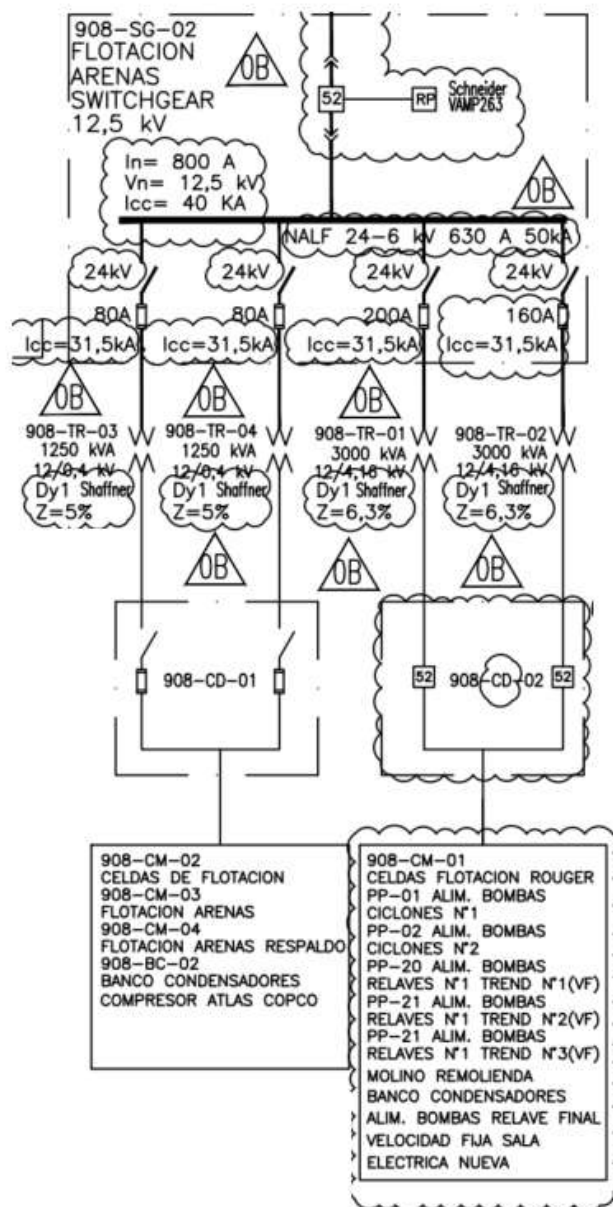 908-SG-02
FLOTACION
ARENAS
SWITCHGEAR
12,5 kV
0B
52
RP
Schneider
VAMP263
In= 800 A
Vn= 12,5 kV
Icc= 40 KA
0B
NALF 24-6 kV 630 A 50kA
24kV
24kV
24kV
24kV
80A
80A
200A
160A
Icc=31,5kA
Icc=31,5kA
Icc=31,5kA
Icc=31,5kA
0B
0B
0B
0B
908-TR-03
1250 kVA
12/0,4 kV
Dy1 Shaffner
Z=5%
908-TR-04
1250 kVA
12/0,4 kV
Dy1 Shaffner
Z=5%
908-TR-01
3000 kVA
12/4,16 kV
Dy1 Shaffner
Z=6,3%
908-TR-02
3000 kVA
12/4,16 kV
Dy1 Shaffner
Z=6,3%
0B
0B
0B
908-CD-01
52
908-CD-02
52
908-CM-02
CELDAS DE FLOTACION
908-CM-03
FLOTACION ARENAS
908-CM-04
FLOTACION ARENAS RESPALDO
908-BC-02
BANCO CONDENSADORES
COMPRESOR ATLAS COPCO
908-CM-01
CELDAS FLOTACION ROUGER
PP-01 ALIM. BOMBAS
CICLONES N°1
PP-02 ALIM. BOMBAS
CICLONES N°2
PP-20 ALIM. BOMBAS
RELAVES N°1 TREND N°1(VF)
PP-21 ALIM. BOMBAS
RELAVES N°1 TREND N°2(VF)
PP-21 ALIM. BOMBAS
RELAVES N°1 TREND N°3(VF)
MOLINO REMOLIENDA
BANCO CONDENSADORES
ALIM. BOMBAS RELAVE FINAL
VELOCIDAD FIJA SALA
ELECTRICA NUEVA